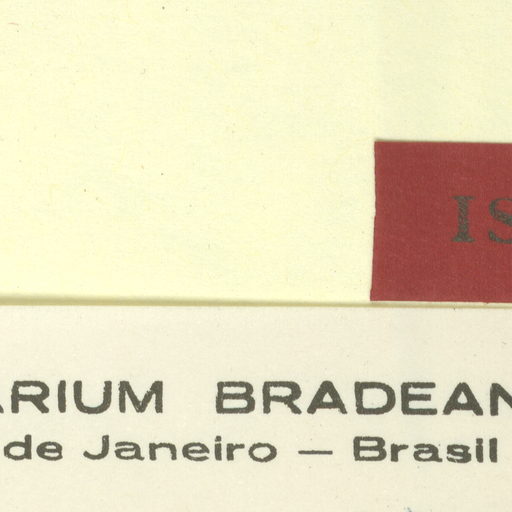 IS
ARIUM BRADEAN
de Janeiro — Brasil